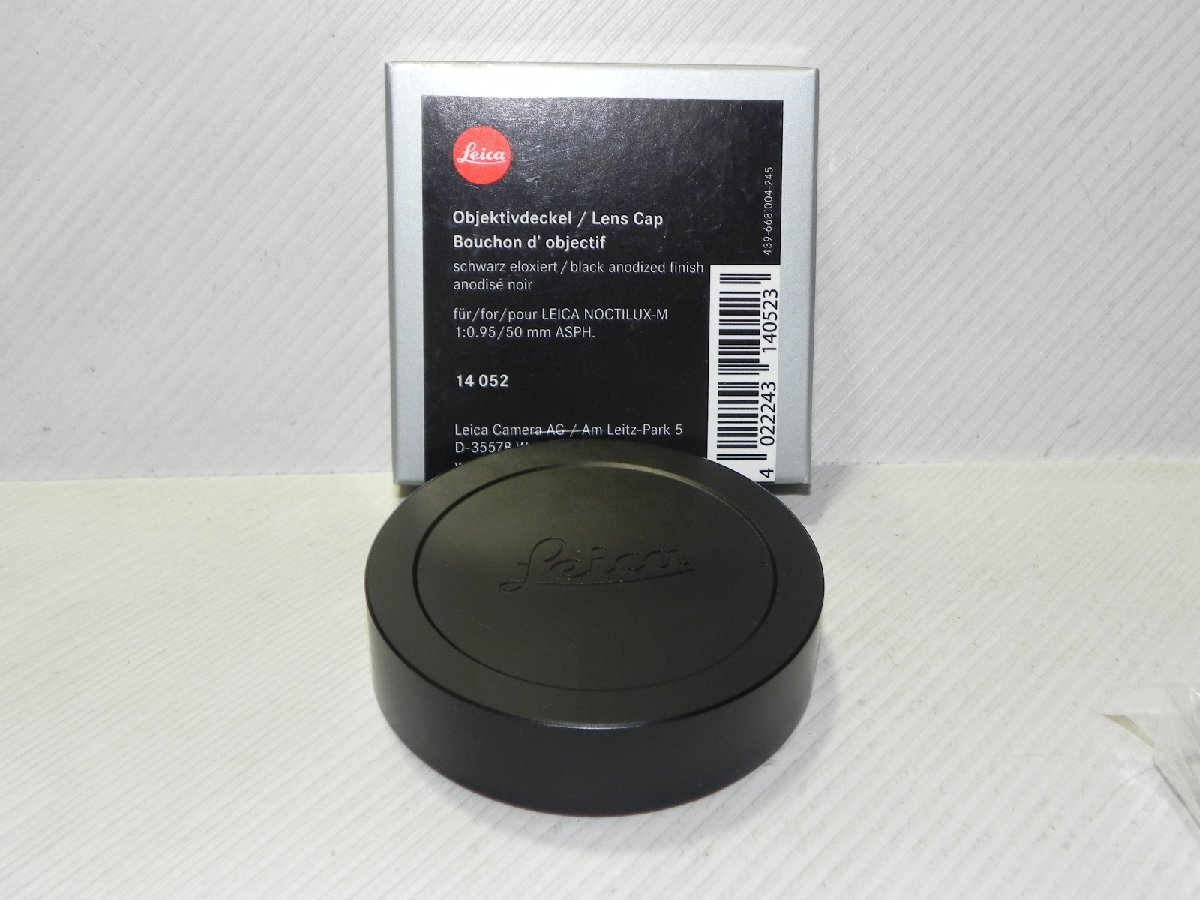 Leica
Objektivdeckel / Lens Cap
Bouchon d' objectif
schwarz eloxiert / black anodized finish
anodisé noir
für/for/pour LEICA NOCTILUX-M
1:0.95/50 mm ASPH.
14 052
Leica Camera AG / Am Leitz-Park 5
D-35578
439-668.004-245
4 022243 140523
Leica